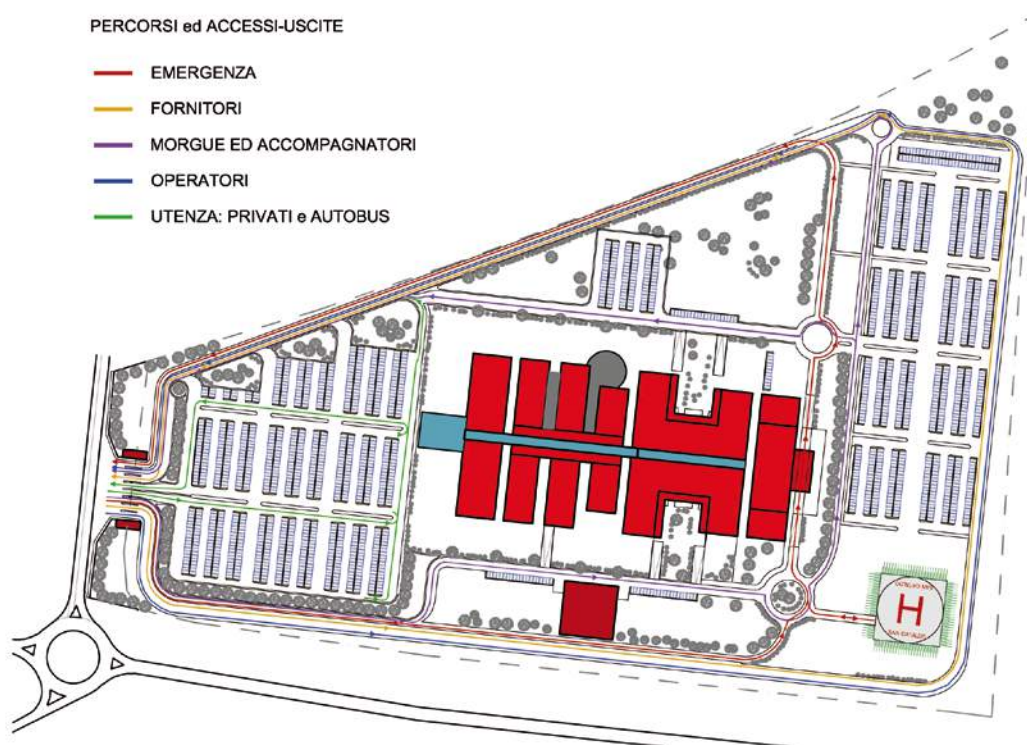 PERCORSI ed ACCESSI-USCITE
EMERGENZA
FORNITORI
MORGUE ED ACCOMPAGNATORI
OPERATORI
UTENZA: PRIVATI e AUTOBUS
H